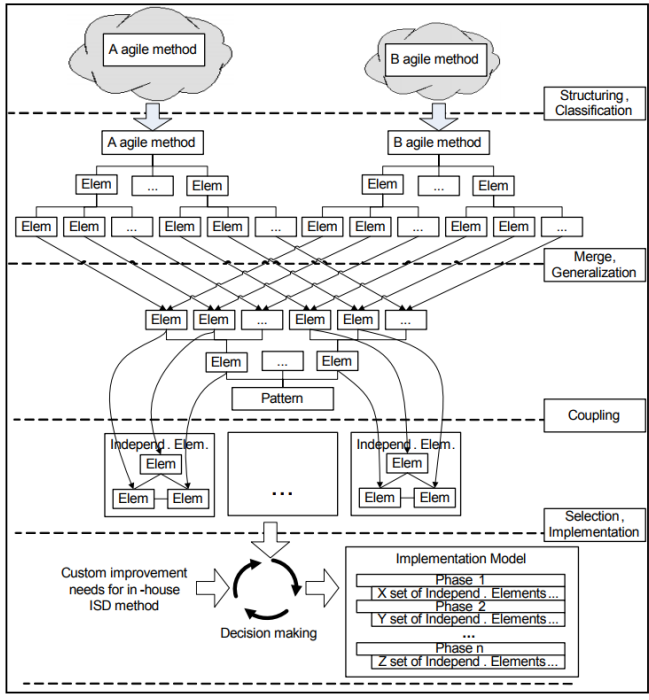 A agile method
B agile method
Structuring,
Classification
A agile method
B agile method
Elem ... Elem Elem ... Elem
Elem Elem ... Elem Elem ... Elem Elem ... Elem Elem ...
Merge,
Generalization
Elem Elem ... Elem Elem ...
Elem ... Elem
Pattern
Coupling
Independ. Elem.
Elem
Elem Elem
...
Independ. Elem.
Elem
Elem Elem
Selection,
Implementation
Custom improvement
needs for in-house
ISD method
Decision making
Implementation Model
Phase 1
X set of Independ. Elements...
Phase 2
Y set of Independ. Elements...
...
Phase n
Z set of Independ. Elements...